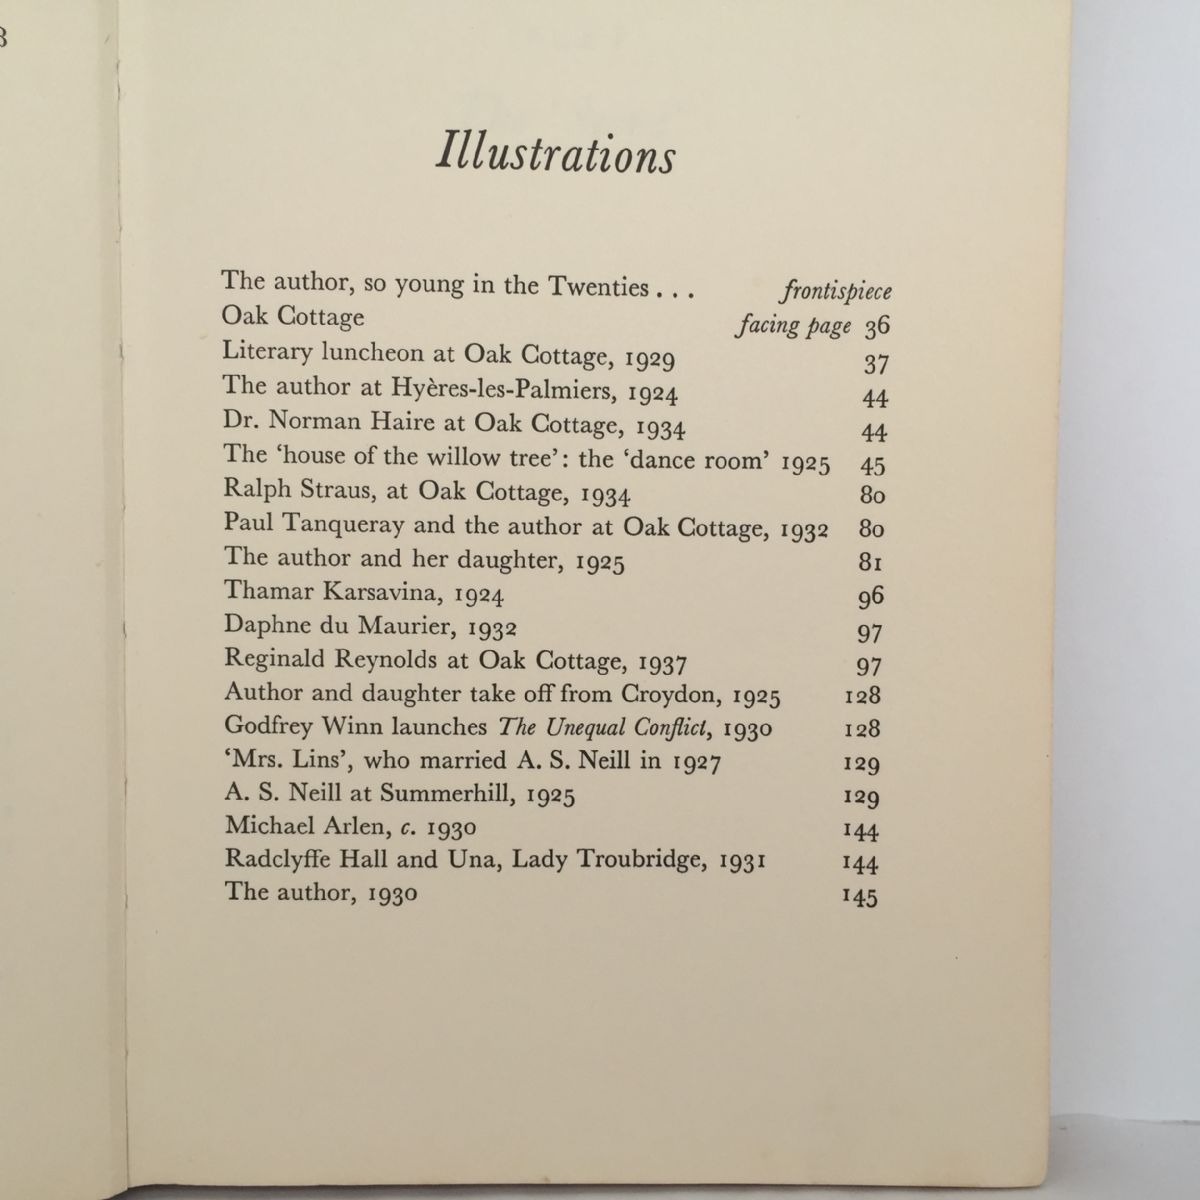 8
Illustrations
The author, so young in the Twenties . . . frontispiece
Oak Cottage facing page 36
Literary luncheon at Oak Cottage, 1929 37
The author at Hyères-les-Palmiers, 1924 44
Dr. Norman Haire at Oak Cottage, 1934 44
The ‘house of the willow tree’: the ‘dance room’ 1925 45
Ralph Straus, at Oak Cottage, 1934 80
Paul Tanqueray and the author at Oak Cottage, 1932 80
The author and her daughter, 1925 81
Thamar Karsavina, 1924 96
Daphne du Maurier, 1932 97
Reginald Reynolds at Oak Cottage, 1937 97
Author and daughter take off from Croydon, 1925 128
Godfrey Winn launches The Unequal Conflict, 1930 128
‘Mrs. Lins’, who married A. S. Neill in 1927 129
A. S. Neill at Summerhill, 1925 129
Michael Arlen, c. 1930 144
Radclyffe Hall and Una, Lady Troubridge, 1931 144
The author, 1930 145